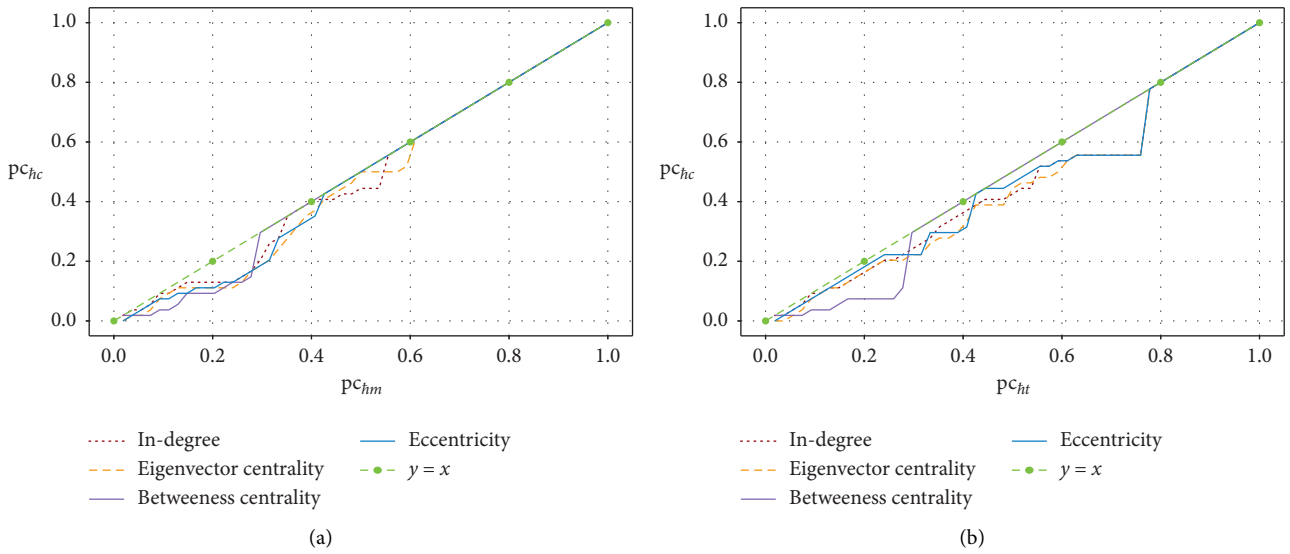 1.0
0.8
0.6
pcħc
0.4
0.2
0.0
0.0 0.2 0.4 0.6 0.8 1.0
pcħm
In-degree
Eigenvector centrality
Betweeness centrality
Eccentricity
y = x
(a)
1.0
0.8
0.6
pcħc
0.4
0.2
0.0
0.0 0.2 0.4 0.6 0.8 1.0
pcħt
In-degree
Eigenvector centrality
Betweeness centrality
Eccentricity
y = x
(b)